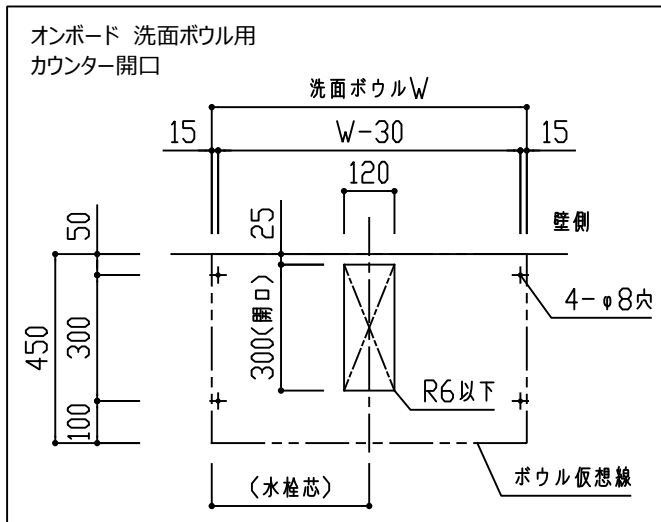 オンボード 洗面ボウル用
カウンター開口
洗面ボウルW
15
W-30
15
120
50
25
壁側
4-φ8穴
450
300
300(開口)
R6以下
100
(水栓芯)
ボウル仮想線